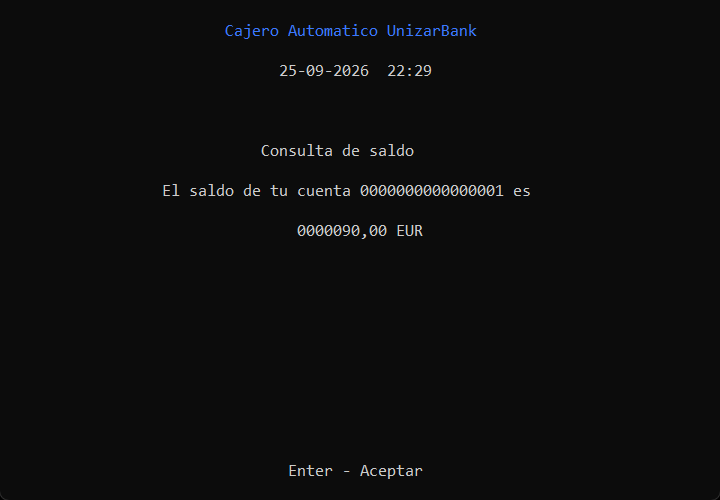 Cajero Automatico UnizarBank
25-09-2026 22:29
Consulta de saldo
El saldo de tu cuenta 0000000000000001 es
0000090,00 EUR
Enter - Aceptar